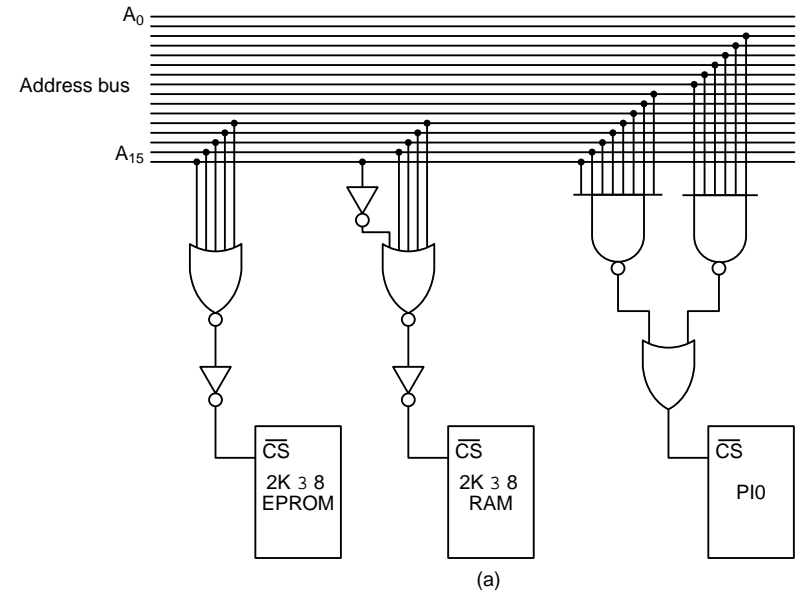 A0
Address bus
A15
CS
2K 3 8
EPROM
CS
2K 3 8
RAM
CS
PI0
(a)